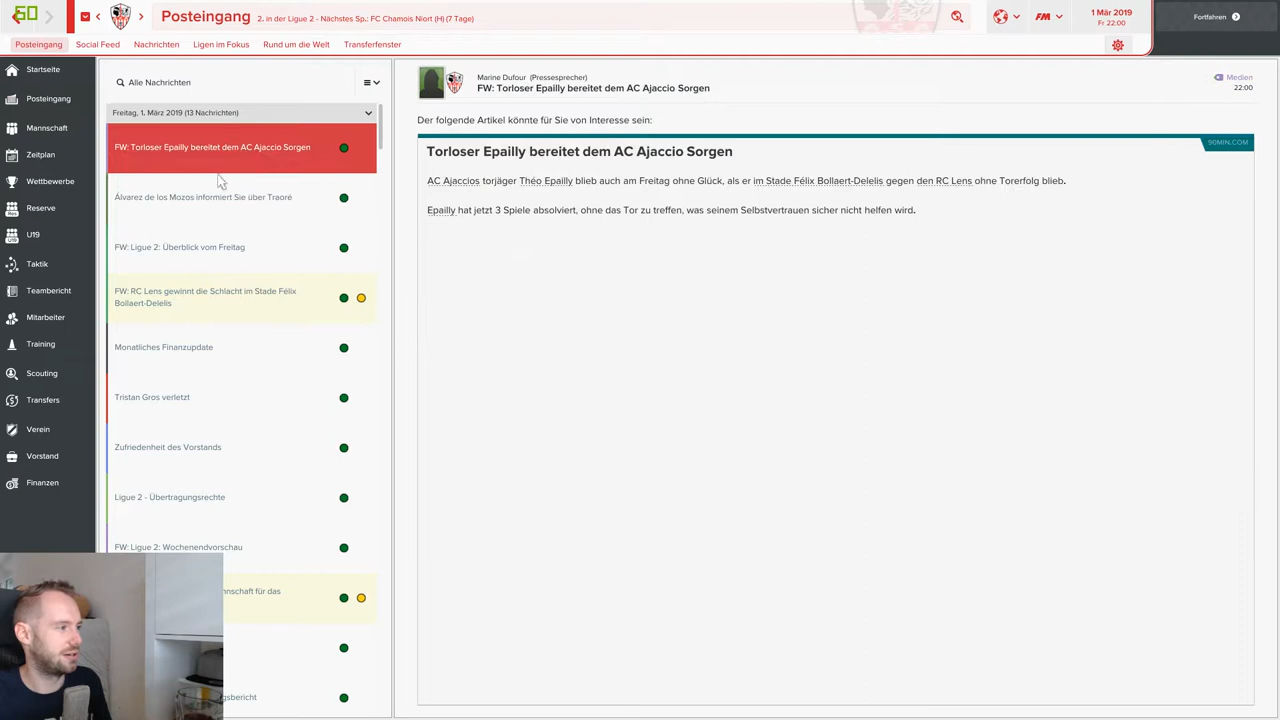 60
Posteingang
2. in der Ligue 2 - Nächstes Sp.: FC Chamois Niort (H) (7 Tage)
FM
1 Mär 2019
Fr 22:00
Fortfahren
Posteingang
Social Feed
Nachrichten
Ligen im Fokus
Rund um die Welt
Transferfenster
Startseite
Posteingang
Mannschaft
Zeitplan
Wettbewerbe
Reserve
U19
Taktik
Teambericht
Mitarbeiter
Training
Scouting
Transfers
Verein
Vorstand
Finanzen
Alle Nachrichten
Freitag, 1. März 2019 (13 Nachrichten)
FW: Torloser Epailly bereitet dem AC Ajaccio Sorgen
Álvarez de los Mozos informiert Sie über Traoré
FW: Ligue 2: Überblick vom Freitag
FW: RC Lens gewinnt die Schlacht im Stade Félix
Bollaert-Delelis
Monatliches Finanzupdate
Tristan Gros verletzt
Zufriedenheit des Vorstands
Ligue 2 - Übertragungsrechte
FW: Ligue 2: Wochenendvorschau
nnschaft für das
gsbericht
Marine Dufour (Pressesprecher)
FW: Torloser Epailly bereitet dem AC Ajaccio Sorgen
Medien
22:00
Der folgende Artikel könnte für Sie von Interesse sein:
90MIN.COM
Torloser Epailly bereitet dem AC Ajaccio Sorgen
AC Ajaccios torjäger Théo Epailly blieb auch am Freitag ohne Glück, als er im Stade Félix Bollaert-Delelis gegen den RC Lens ohne Torerfolg blieb.
Epailly hat jetzt 3 Spiele absolviert, ohne das Tor zu treffen, was seinem Selbstvertrauen sicher nicht helfen wird.